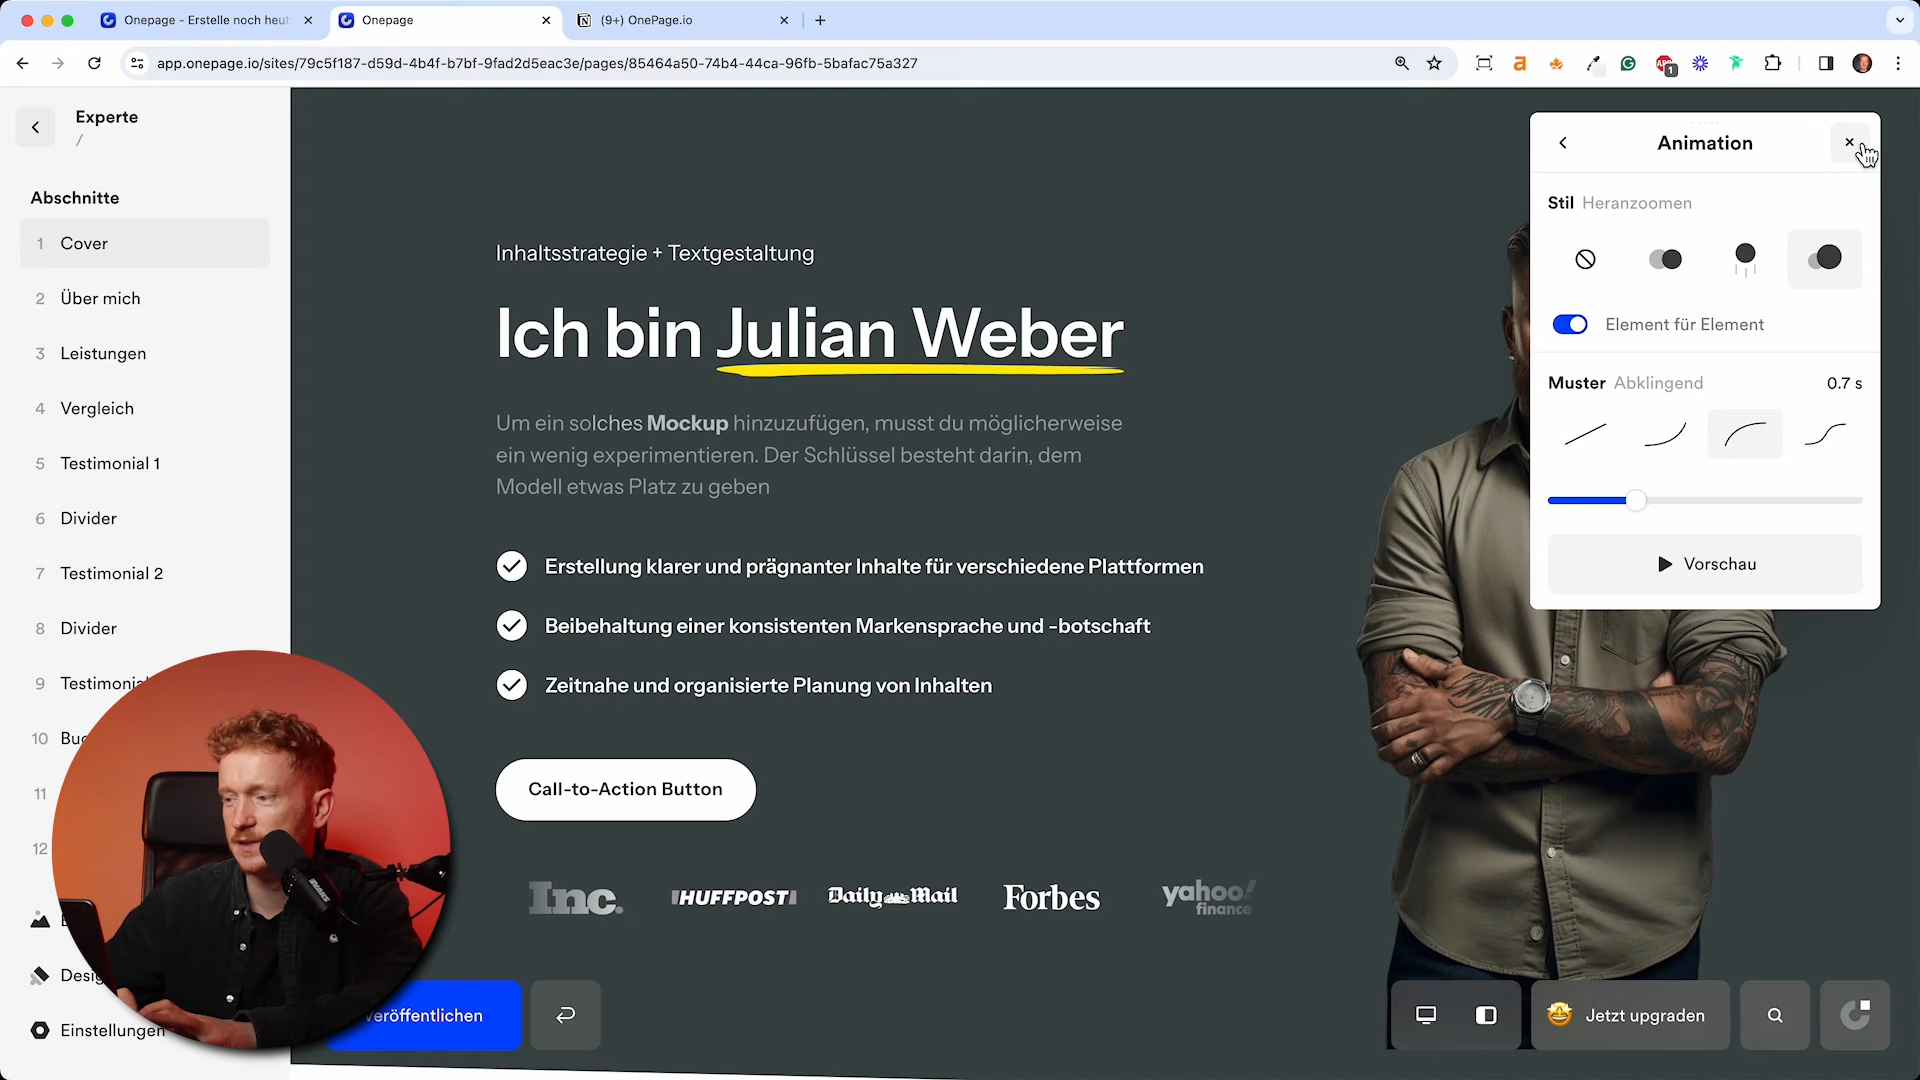 Onepage - Erstelle noch heut
Onepage
(9+) OnePage.io
app.onepage.io/sites/79c5f187-d59d-4b4f-b7bf-9fad2d5eac3e/pages/85464a50-74b4-44ca-96fb-5bafac75a327
1
Experte
/
Abschnitte
1 Cover
2 Über mich
3 Leistungen
4 Vergleich
5 Testimonial 1
6 Divider
7 Testimonial 2
8 Divider
9
10
11
12
Einstellungen
Inhaltsstrategie + Textgestaltung
Ich bin Julian Weber
Um ein solches Mockup hinzuzufügen, musst du möglicherweise
ein wenig experimentieren. Der Schlüssel besteht darin, dem
Modell etwas Platz zu geben
Erstellung klarer und prägnanter Inhalte für verschiedene Plattformen
Beibehaltung einer konsistenten Markensprache und -botschaft
Zeitnahe und organisierte Planung von Inhalten
Call-to-Action Button
Inc.
HUFFPOST
Daily Mail
Forbes
yahoo!
finance
Veröffentlichen
Animation
Stil Heranzoomen
Element für Element
Muster Abklingend 0.7 s
Vorschau
Jetzt upgraden